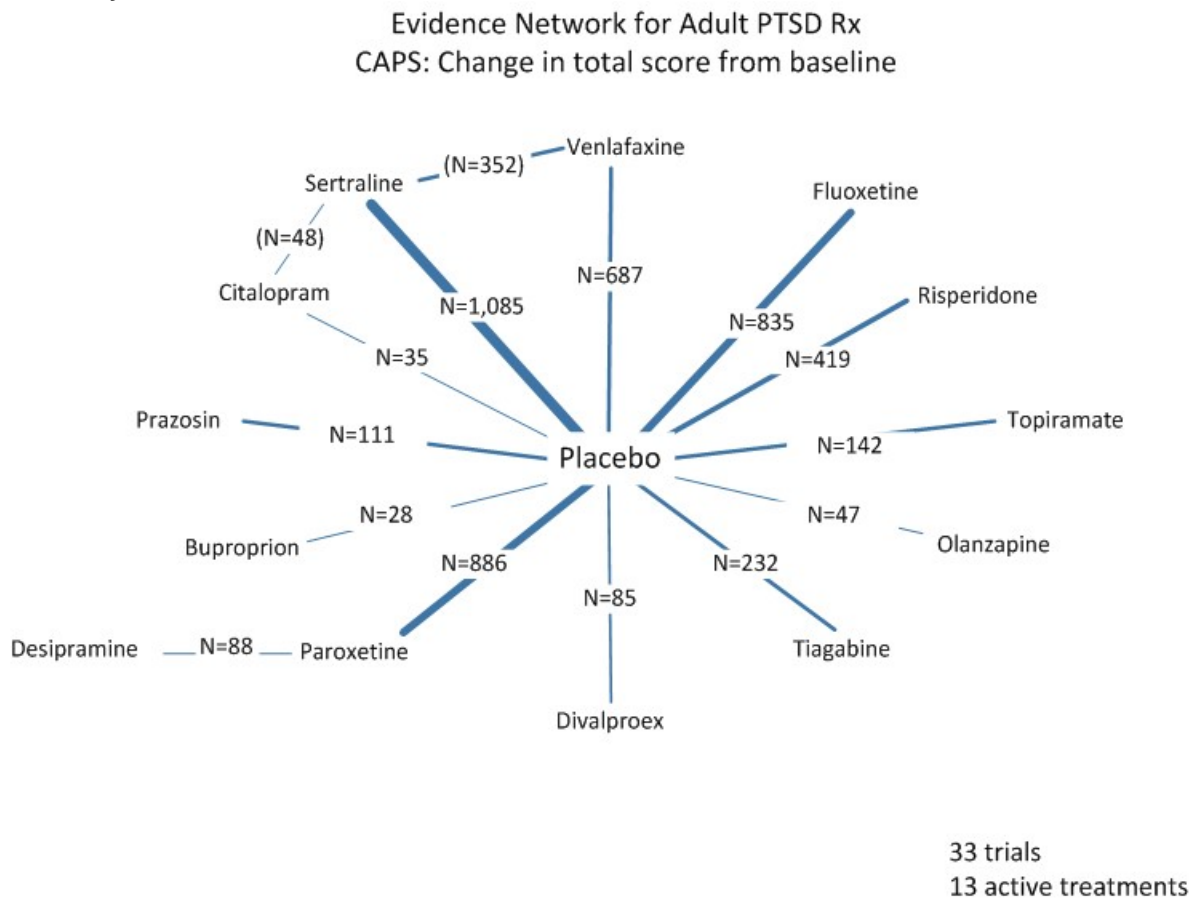 Evidence Network for Adult PTSD Rx
CAPS: Change in total score from baseline
Venlafaxine
(N=352)
Sertraline
Fluoxetine
(N=48)
N=687
Citalopram
Risperidone
N=1,085
N=835
N=35
N=419
Prazosin
N=111
Topiramate
N=142
Placebo
N=28
N=47
Buproprion
Olanzapine
N=886
N=232
N=85
Desipramine
N=88
Paroxetine
Tiagabine
Divalproex
33 trials
13 active treatments